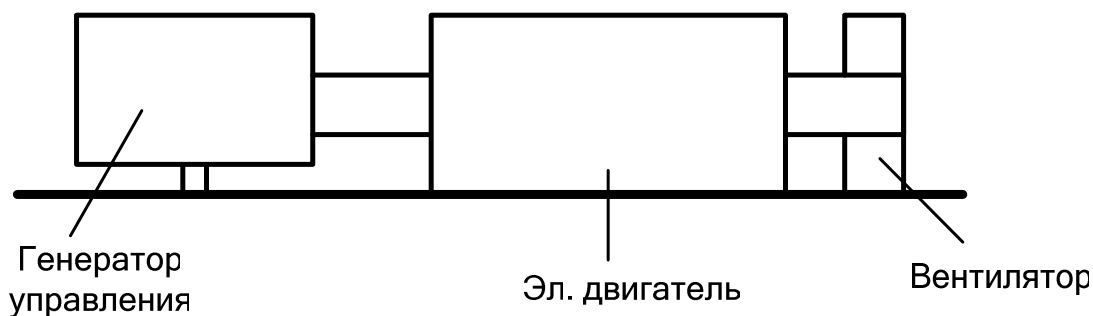 Генератор
управления
Эл. двигатель
Вентилятор